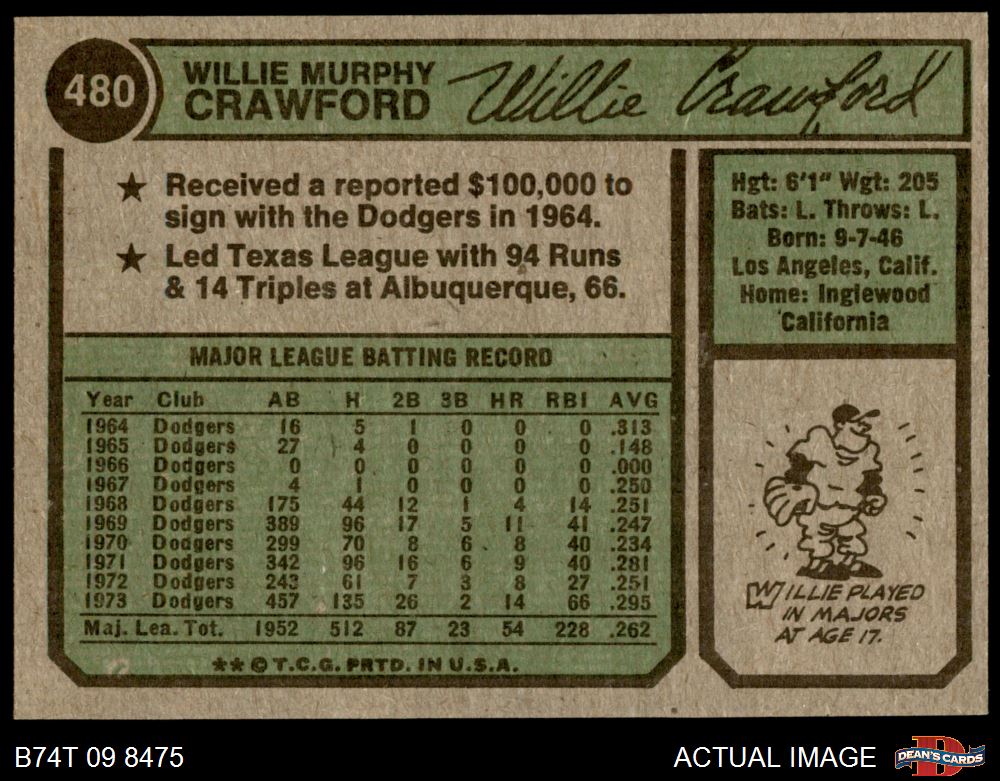 480
WILLIE MURPHY
CRAWFORD
Willie Crawford
★ Received a reported $100,000 to
sign with the Dodgers in 1964.
★ Led Texas League with 94 Runs
& 14 Triples at Albuquerque, 66.
MAJOR LEAGUE BATTING RECORD
Year Club AB H 2B 3B HR RBI AVG
1964 Dodgers 16 5 1 0 0 0 .313
1965 Dodgers 27 4 0 0 0 0 .148
1966 Dodgers 0 0 0 0 0 0 .000
1967 Dodgers 4 1 0 0 0 0 .250
1968 Dodgers 175 44 12 1 4 14 .251
1969 Dodgers 389 96 17 5 11 41 .247
1970 Dodgers 299 70 8 6 8 40 .234
1971 Dodgers 342 96 16 6 9 40 .281
1972 Dodgers 243 61 7 3 8 27 .251
1973 Dodgers 457 135 26 2 14 66 .295
Maj. Lea. Tot. 1952 512 87 23 54 228 .262
★★ © T.C.G. PRTD. IN U.S.A.
Hgt: 6'1" Wgt: 205
Bats: L. Throws: L.
Born: 9-7-46
Los Angeles, Calif.
Home: Inglewood
California
WILLIE PLAYED
IN MAJORS
AT AGE 17.
B74T 09 8475
ACTUAL IMAGE
D
DEAN'S CARDS